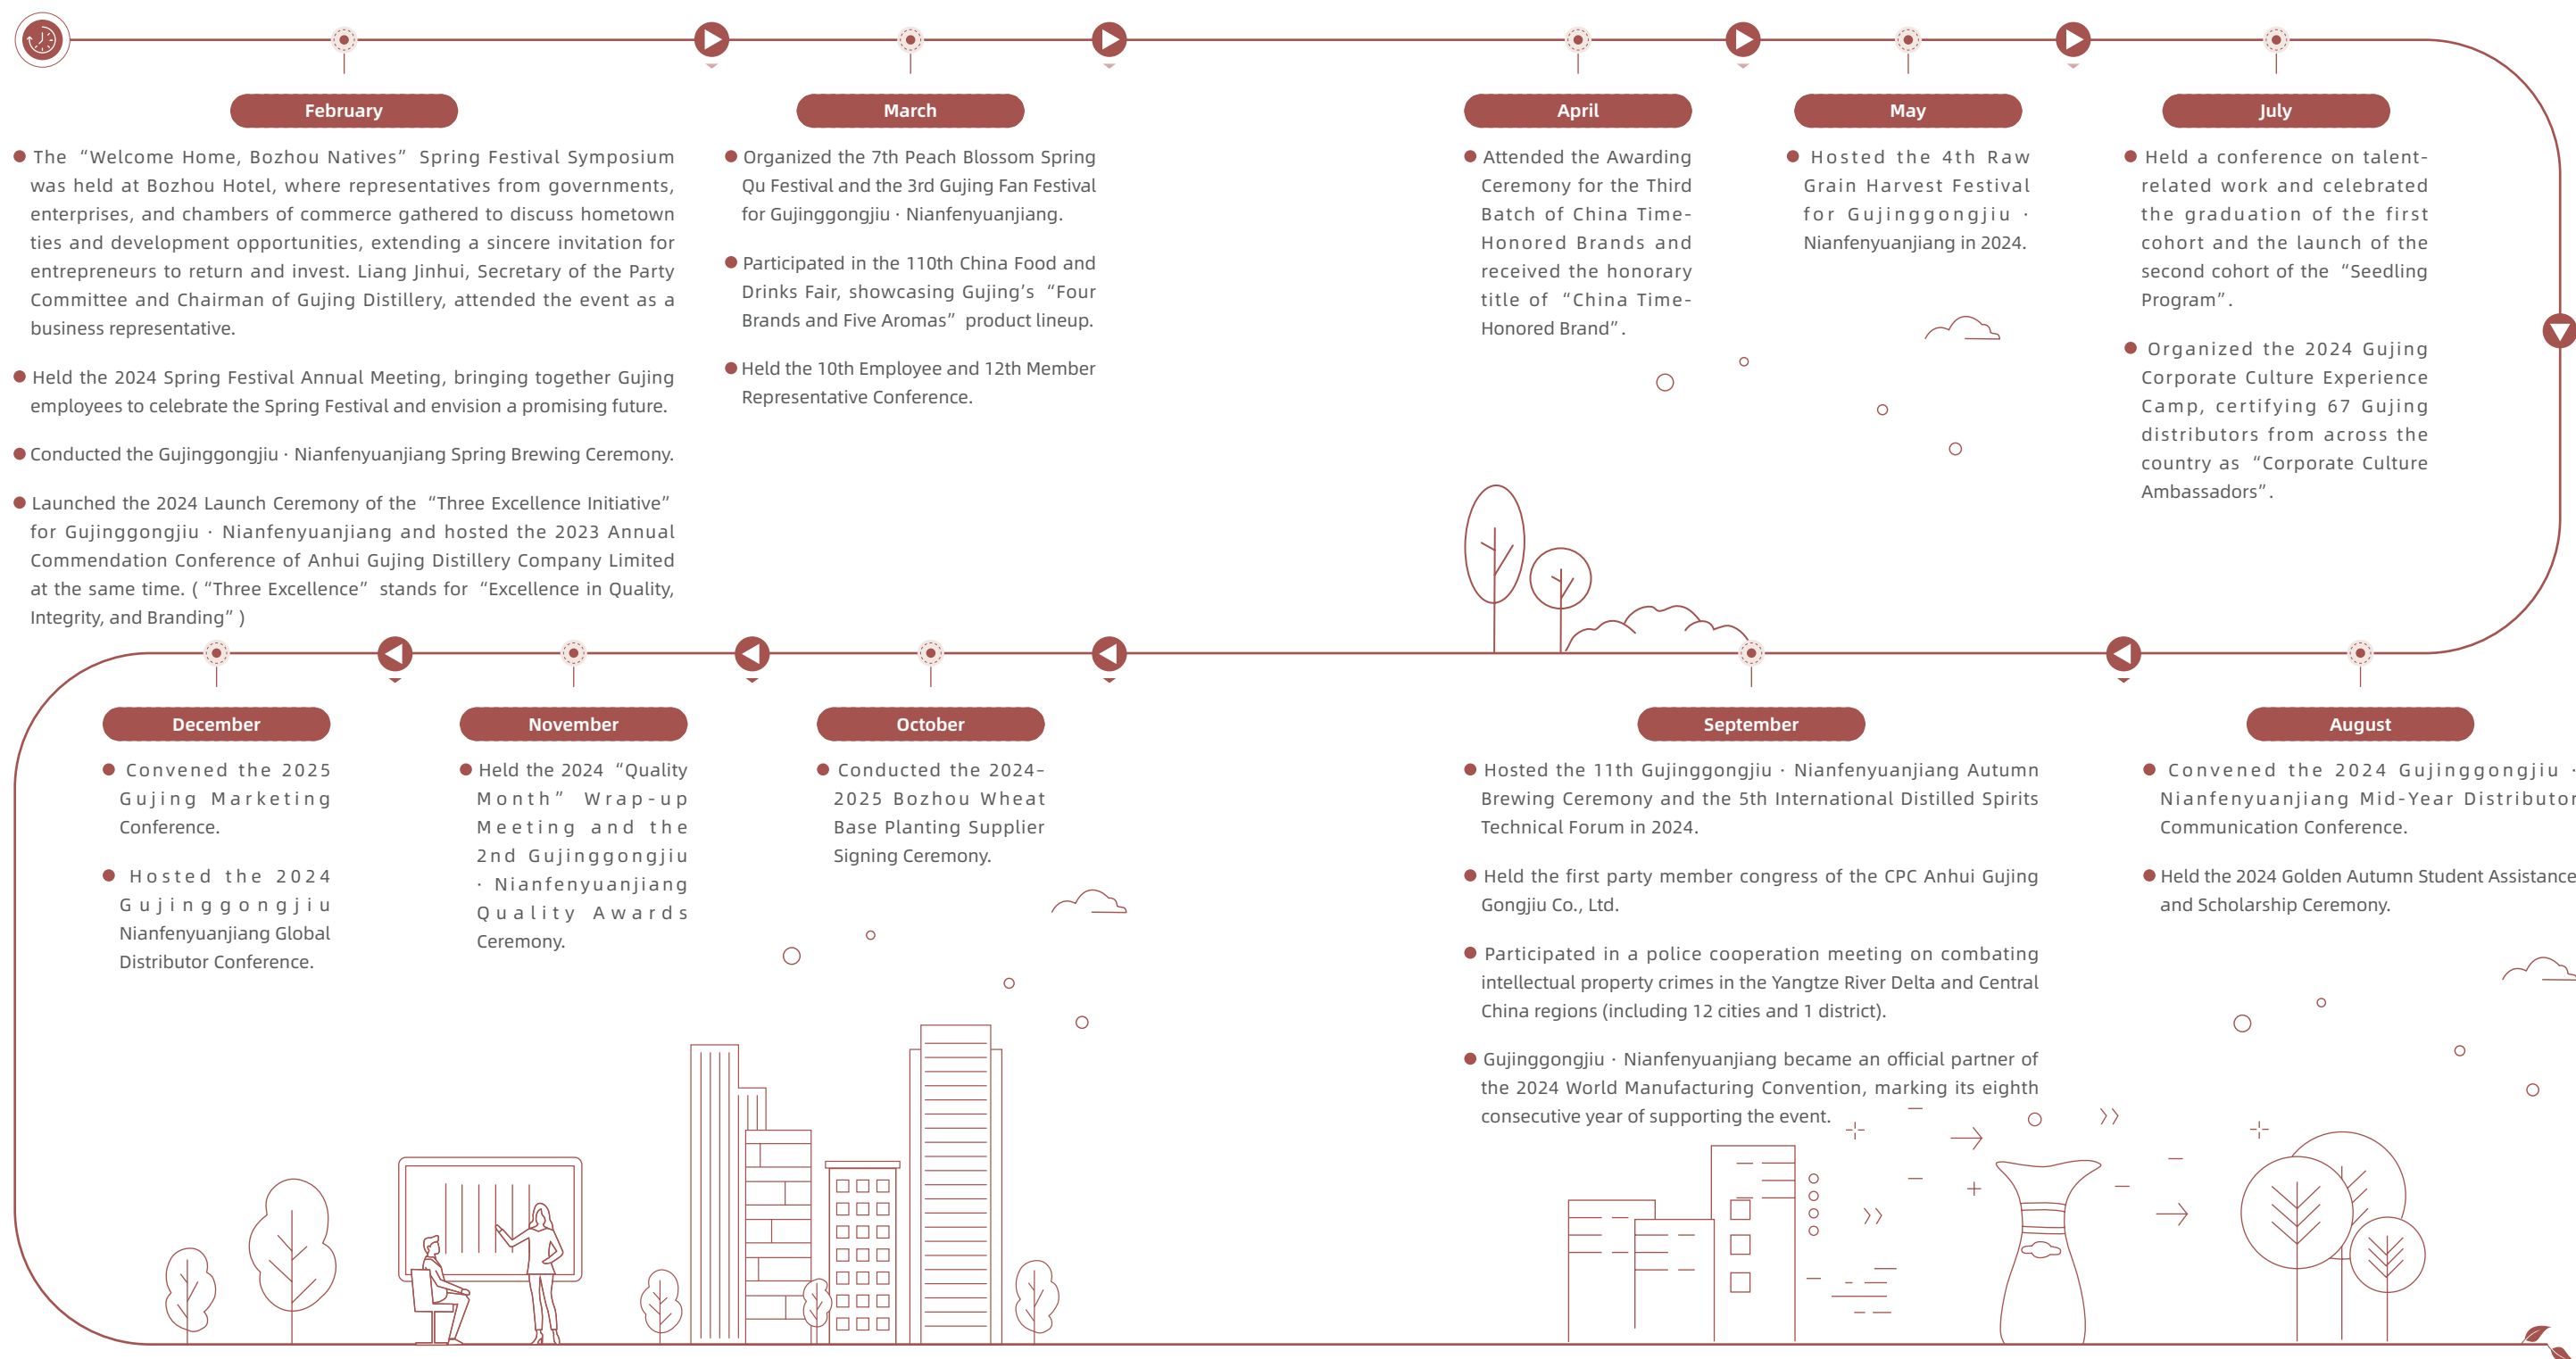 February
The “Welcome Home, Bozhou Natives” Spring Festival Symposium
was held at Bozhou Hotel, where representatives from governments,
enterprises, and chambers of commerce gathered to discuss hometown
ties and development opportunities, extending a sincere invitation for
entrepreneurs to return and invest. Liang Jinhui, Secretary of the Party
Committee and Chairman of Gujing Distillery, attended the event as a
business representative.
Held the 2024 Spring Festival Annual Meeting, bringing together Gujing
employees to celebrate the Spring Festival and envision a promising future.
Conducted the Gujinggongjiu · Nianfenyuanjiang Spring Brewing Ceremony.
Launched the 2024 Launch Ceremony of the “Three Excellence Initiative”
for Gujinggongjiu · Nianfenyuanjiang and hosted the 2023 Annual
Commendation Conference of Anhui Gujing Distillery Company Limited
at the same time. ( “Three Excellence” stands for “Excellence in Quality,
Integrity, and Branding” )
March
Organized the 7th Peach Blossom Spring
Qu Festival and the 3rd Gujing Fan Festival
for Gujinggongjiu · Nianfenyuanjiang.
Participated in the 110th China Food and
Drinks Fair, showcasing Gujing’s “Four
Brands and Five Aromas” product lineup.
Held the 10th Employee and 12th Member
Representative Conference.
April
Attended the Awarding
Ceremony for the Third
Batch of China Time-
Honored Brands and
received the honorary
title of “China Time-
Honored Brand”.
May
Hosted the 4th Raw
Grain Harvest Festival
for Gujinggongjiu ·
Nianfenyuanjiang in 2024.
July
Held a conference on talent-
related work and celebrated
the graduation of the first
cohort and the launch of the
second cohort of the “Seedling
Program”.
Organized the 2024 Gujing
Corporate Culture Experience
Camp, certifying 67 Gujing
distributors from across the
country as “Corporate Culture
Ambassadors”.
December
Convened the 2025
Gujing Marketing
Conference.
Hosted the 2024
Gujinggongjiu
Nianfenyuanjiang Global
Distributor Conference.
November
Held the 2024 “Quality
Month” Wrap-up
Meeting and the
2nd Gujinggongjiu
· Nianfenyuanjiang
Quality Awards
Ceremony.
October
Conducted the 2024–
2025 Bozhou Wheat
Base Planting Supplier
Signing Ceremony.
September
Hosted the 11th Gujinggongjiu · Nianfenyuanjiang Autumn
Brewing Ceremony and the 5th International Distilled Spirits
Technical Forum in 2024.
Held the first party member congress of the CPC Anhui Gujing
Gongjiu Co., Ltd.
Participated in a police cooperation meeting on combating
intellectual property crimes in the Yangtze River Delta and Central
China regions (including 12 cities and 1 district).
Gujinggongjiu · Nianfenyuanjiang became an official partner of
the 2024 World Manufacturing Convention, marking its eighth
consecutive year of supporting the event.
August
Convened the 2024 Gujinggongjiu ·
Nianfenyuanjiang Mid-Year Distributor
Communication Conference.
Held the 2024 Golden Autumn Student Assistance
and Scholarship Ceremony.